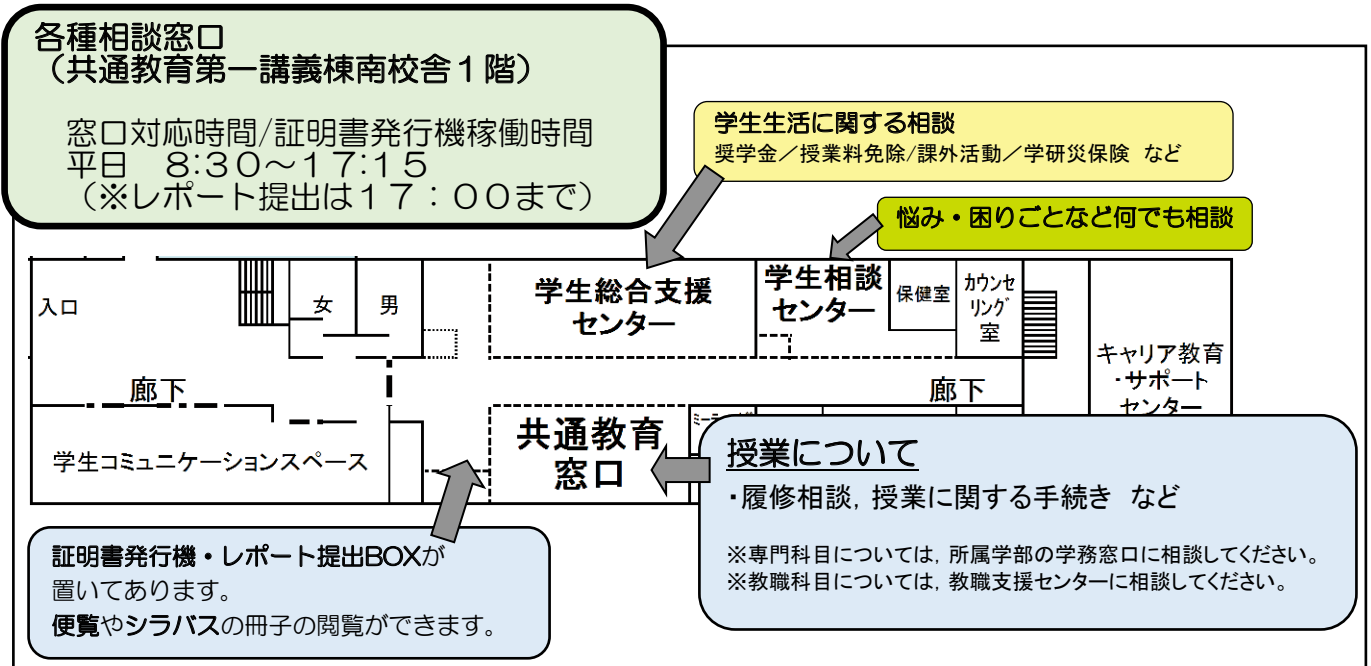 各種相談窓口
（共通教育第一講義棟南校舎１階）
窓口対応時間/証明書発行機稼働時間
平日　８:３０～１７:１５
（※レポート提出は１７：００まで）
学生生活に関する相談
奨学金／授業料免除/課外活動／学研災保険　など
悩み・困りごとなど何でも相談
入口
女
男
学生総合支援
センター
学生相談
センター
保健室
カウンセ
リング
室
キャリア教育
・サポート
センター
廊下
廊下
学生コミュニケーションスペース
共通教育
窓口
授業について
・履修相談, 授業に関する手続き　など
※専門科目については, 所属学部の学務窓口に相談してください。
※教職科目については, 教職支援センターに相談してください。
証明書発行機・レポート提出BOXが
置いてあります。
便覧やシラバスの冊子の閲覧ができます。